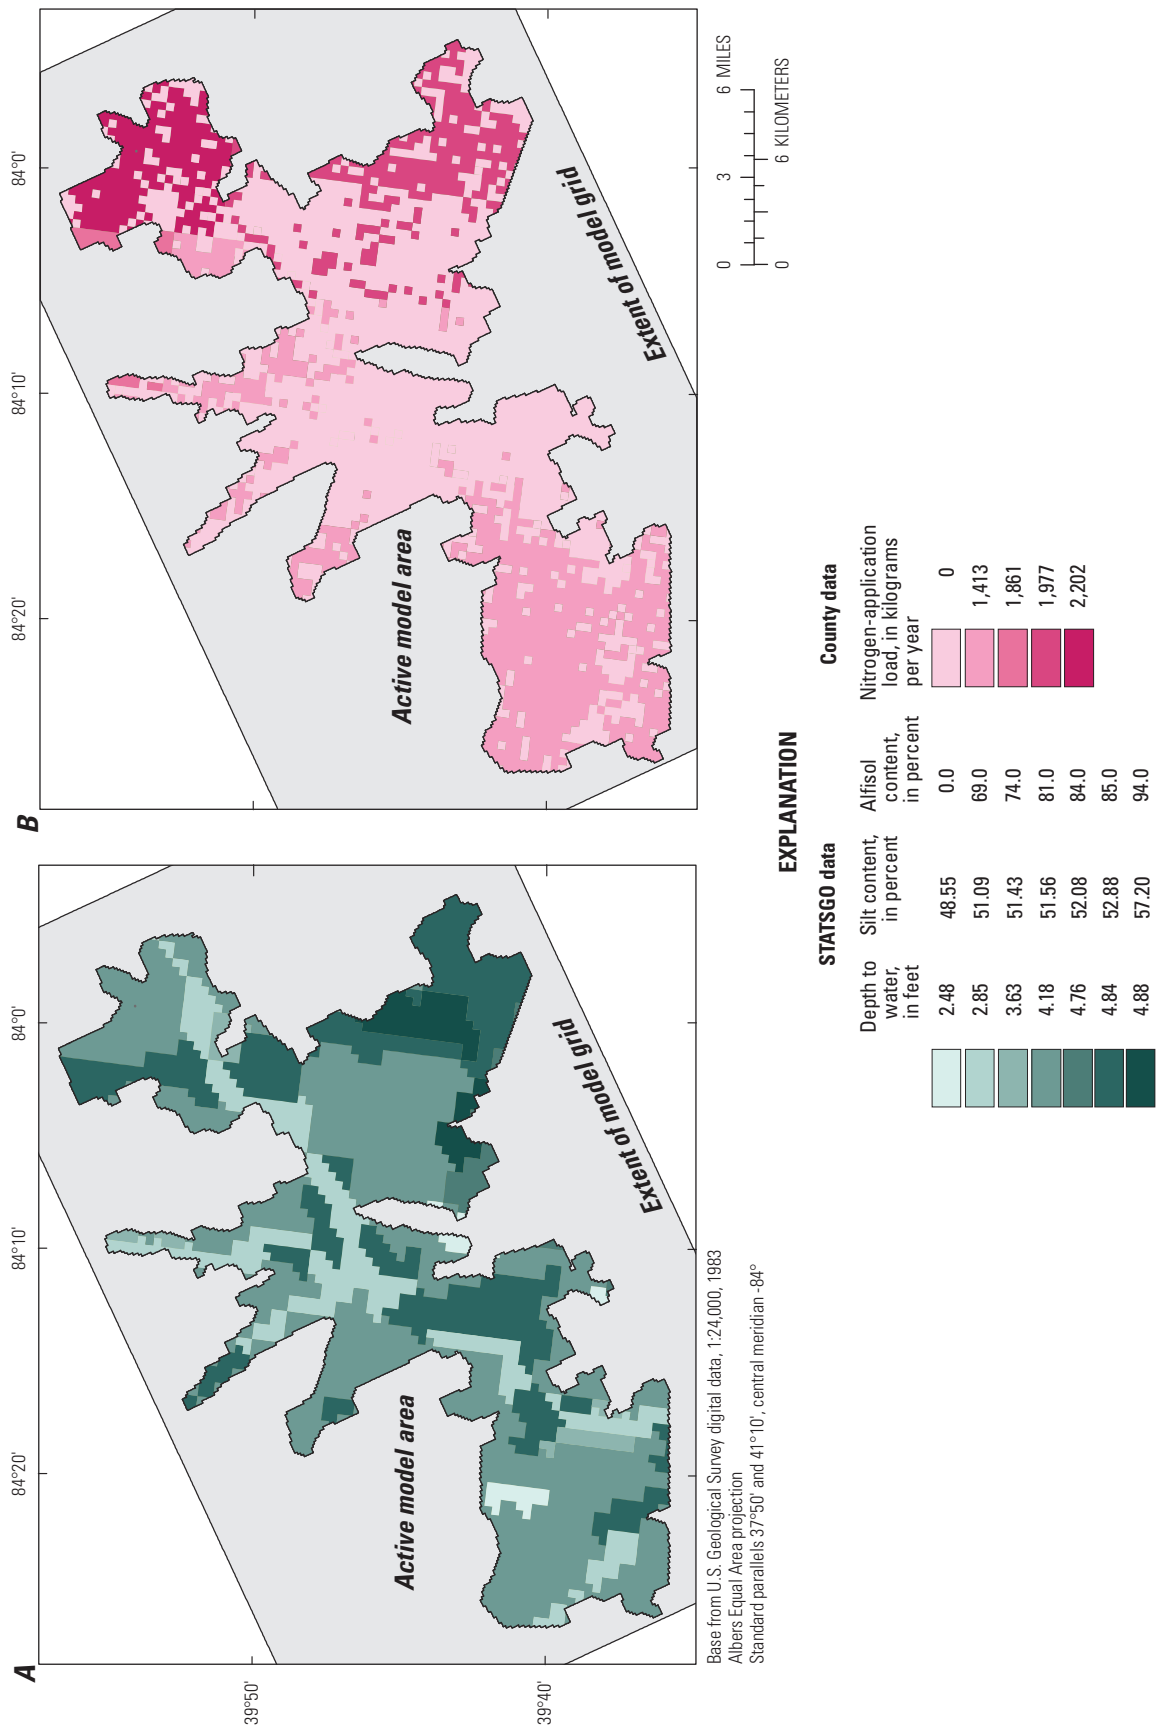 A
B
84°20'
84°10'
84°0'
84°20'
84°10'
84°0'
39°50'
39°40'
Active model area
Extent of model grid
Active model area
Extent of model grid
Base from U.S. Geological Survey digital data, 1:24,000, 1983
Albers Equal Area projection
Standard parallels 37°50' and 41°10', central meridian -84°
0 3 6 MILES
0 6 KILOMETERS
EXPLANATION
STATSGO data
County data
Depth to
water,
in feet
Silt content,
in percent
Alfisol
content,
in percent
Nitrogen-application
load, in kilograms
per year
2.48 48.55 0.0 0
2.85 51.09 69.0 1,413
3.63 51.43 74.0 1,861
4.18 51.56 81.0 1,977
4.76 52.08 84.0 2,202
4.84 52.88 85.0
4.88 57.20 94.0